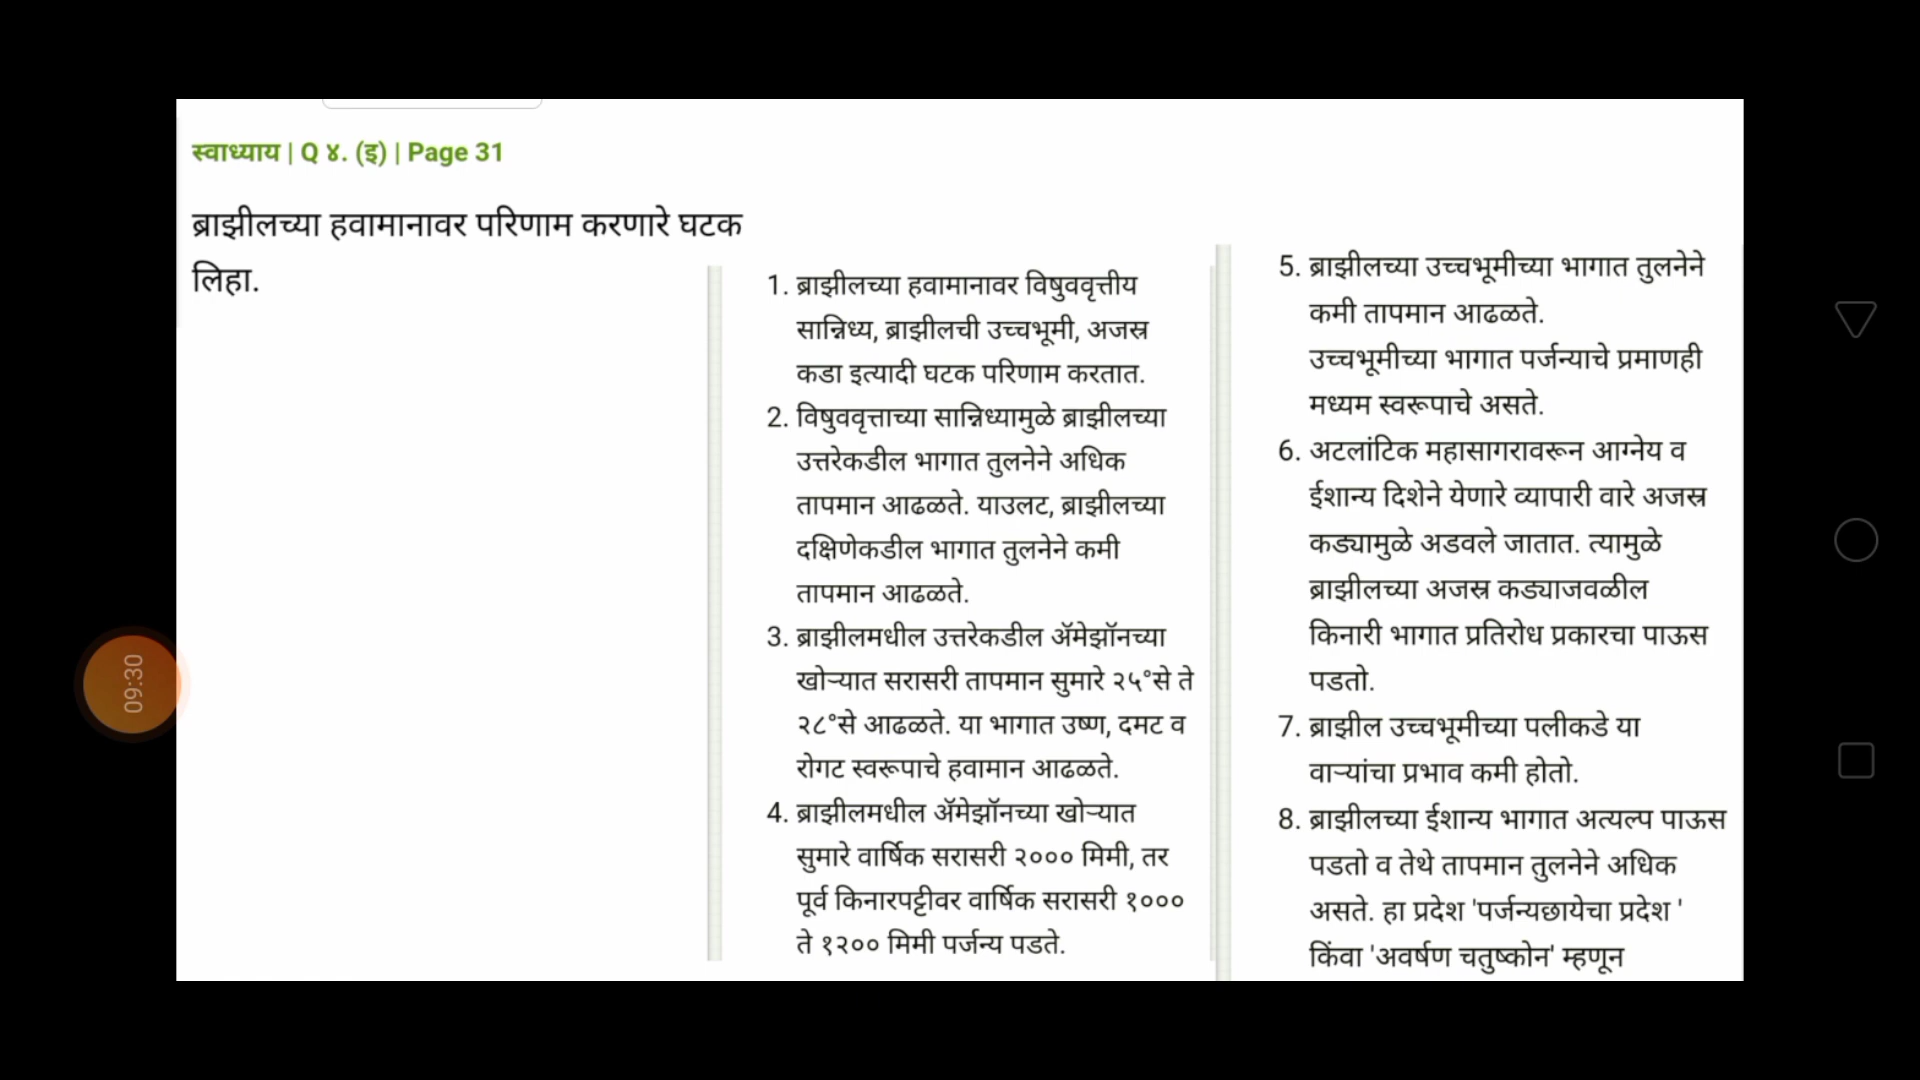 स्वाध्याय | Q ४. (इ) | Page 31
ब्राझीलच्या हवामानावर परिणाम करणारे घटक
लिहा.
1. ब्राझीलच्या हवामानावर विषुववृत्तीय
सान्निध्य, ब्राझीलची उच्चभूमी, अजस्र
कडा इत्यादी घटक परिणाम करतात.
2. विषुववृत्ताच्या सान्निध्यामुळे ब्राझीलच्या
उत्तरेकडील भागात तुलनेने अधिक
तापमान आढळते. याउलट, ब्राझीलच्या
दक्षिणेकडील भागात तुलनेने कमी
तापमान आढळते.
3. ब्राझीलमधील उत्तरेकडील ॲमेझॉनच्या
खोऱ्यात सरासरी तापमान सुमारे २५°से ते
२८°से आढळते. या भागात उष्ण, दमट व
रोगट स्वरूपाचे हवामान आढळते.
4. ब्राझीलमधील ॲमेझॉनच्या खोऱ्यात
सुमारे वार्षिक सरासरी २००० मिमी, तर
पूर्व किनारपट्टीवर वार्षिक सरासरी १०००
ते १२०० मिमी पर्जन्य पडते.
5. ब्राझीलच्या उच्चभूमीच्या भागात तुलनेने
कमी तापमान आढळते.
उच्चभूमीच्या भागात पर्जन्याचे प्रमाणही
मध्यम स्वरूपाचे असते.
6. अटलांटिक महासागरावरून आग्नेय व
ईशान्य दिशेने येणारे व्यापारी वारे अजस्र
कड्यामुळे अडवले जातात. त्यामुळे
ब्राझीलच्या अजस्र कड्याजवळील
किनारी भागात प्रतिरोध प्रकारचा पाऊस
पडतो.
7. ब्राझील उच्चभूमीच्या पलीकडे या
वाऱ्यांचा प्रभाव कमी होतो.
8. ब्राझीलच्या ईशान्य भागात अत्यल्प पाऊस
पडतो व तेथे तापमान तुलनेने अधिक
असते. हा प्रदेश 'पर्जन्यछायेचा प्रदेश '
किंवा 'अवर्षण चतुष्कोन' म्हणून
09:30